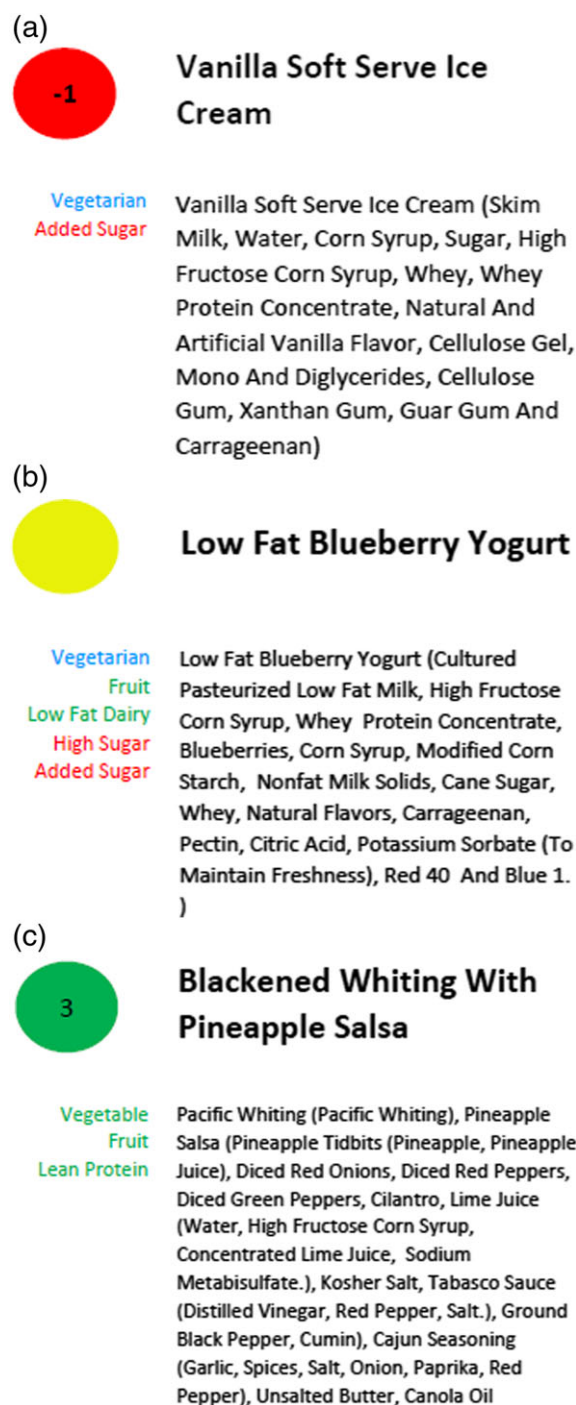 (a)
-1
Vanilla Soft Serve Ice
Cream
Vegetarian
Added Sugar
Vanilla Soft Serve Ice Cream (Skim
Milk, Water, Corn Syrup, Sugar, High
Fructose Corn Syrup, Whey, Whey
Protein Concentrate, Natural And
Artificial Vanilla Flavor, Cellulose Gel,
Mono And Diglycerides, Cellulose
Gum, Xanthan Gum, Guar Gum And
Carrageenan)
(b)
Low Fat Blueberry Yogurt
Vegetarian
Fruit
Low Fat Dairy
High Sugar
Added Sugar
Low Fat Blueberry Yogurt (Cultured
Pasteurized Low Fat Milk, High Fructose
Corn Syrup, Whey Protein Concentrate,
Blueberries, Corn Syrup, Modified Corn
Starch, Nonfat Milk Solids, Cane Sugar,
Whey, Natural Flavors, Carrageenan,
Pectin, Citric Acid, Potassium Sorbate (To
Maintain Freshness), Red 40 And Blue 1.
)
(c)
3
Blackened Whiting With
Pineapple Salsa
Vegetable
Fruit
Lean Protein
Pacific Whiting (Pacific Whiting), Pineapple
Salsa (Pineapple Tidbits (Pineapple, Pineapple
Juice), Diced Red Onions, Diced Red Peppers,
Diced Green Peppers, Cilantro, Lime Juice
(Water, High Fructose Corn Syrup,
Concentrated Lime Juice, Sodium
Metabisulfate.), Kosher Salt, Tabasco Sauce
(Distilled Vinegar, Red Pepper, Salt.), Ground
Black Pepper, Cumin), Cajun Seasoning
(Garlic, Spices, Salt, Onion, Paprika, Red
Pepper), Unsalted Butter, Canola Oil